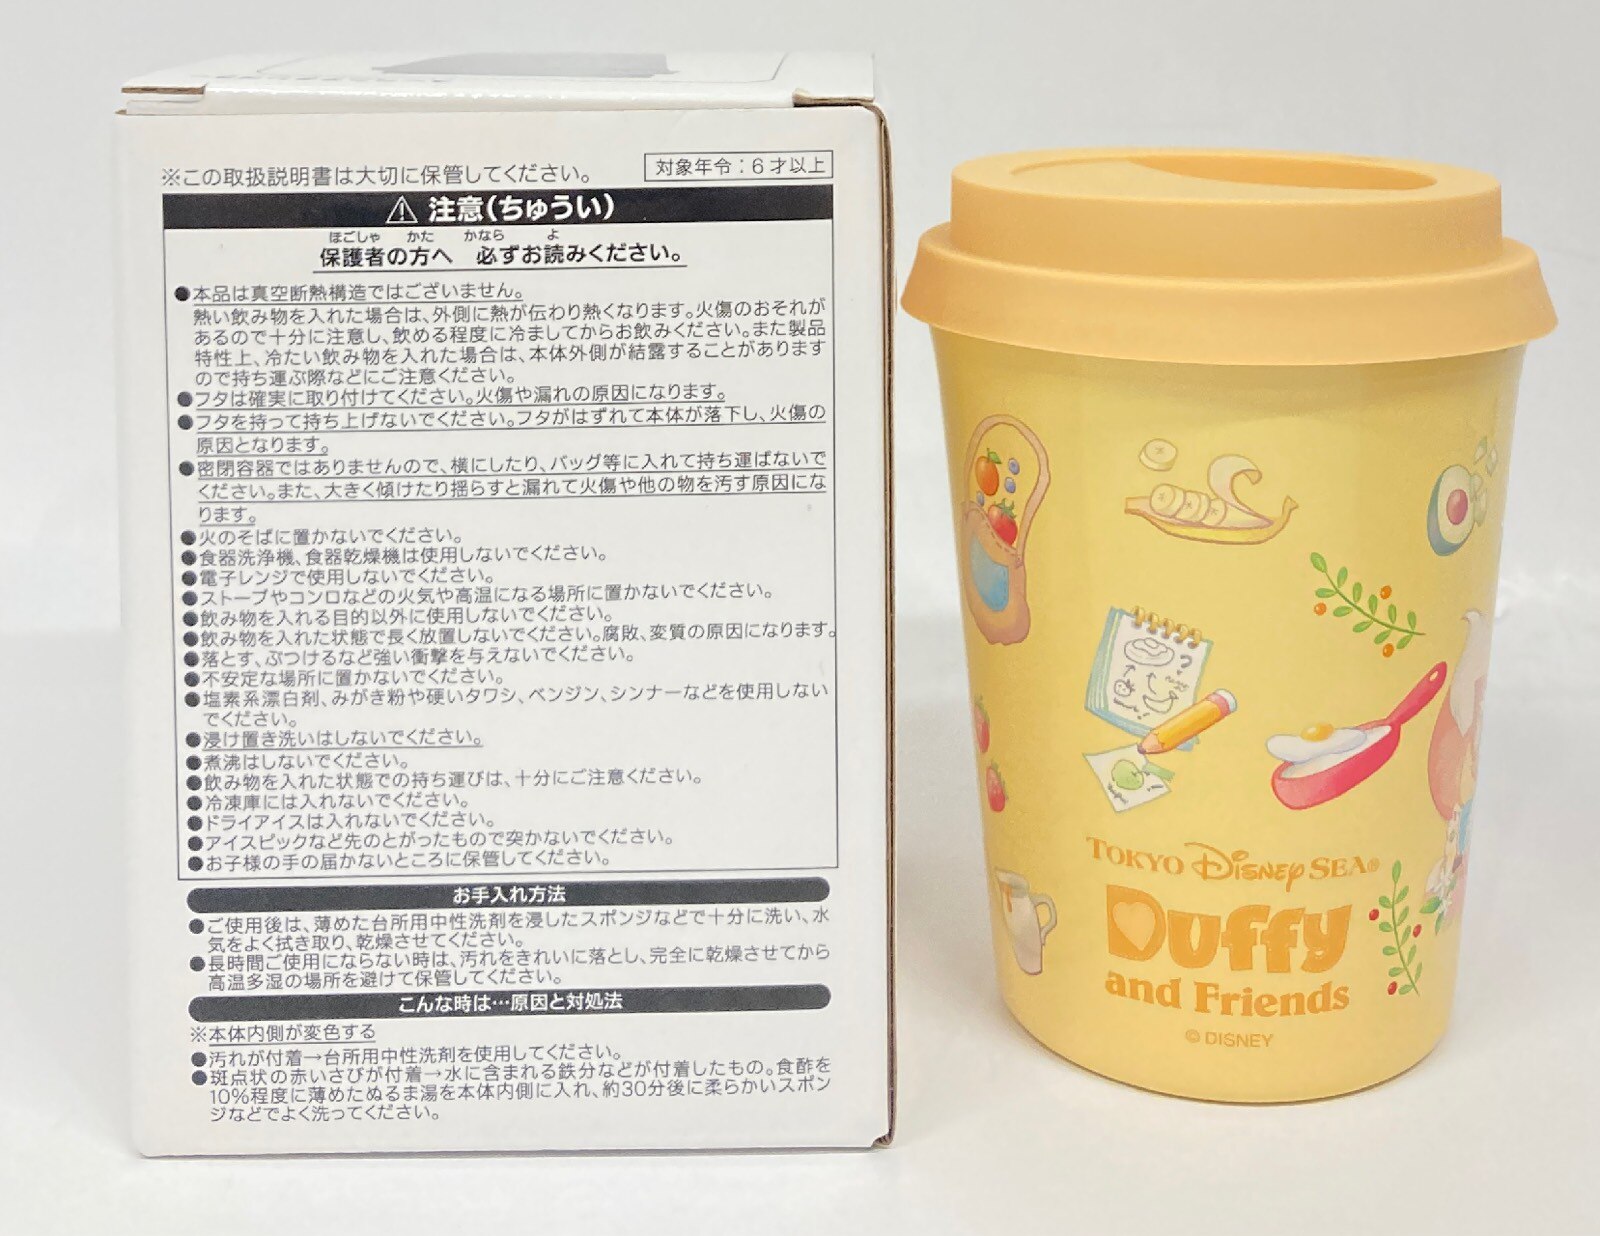 ※この取扱説明書は大切に保管してください。
対象年令：6才以上
注意(ちゅうい)
ほごしゃ かた かなら よ
保護者の方へ 必ずお読みください。
●本品は真空断熱構造ではございません。
熱い飲み物を入れた場合は、外側に熱が伝わり熱くなります。火傷のおそれが
あるので十分に注意し、飲める程度に冷ましてからお飲みください。また製品
特性上、冷たい飲み物を入れた場合は、本体外側が結露することがあります
ので持ち運ぶ際などにご注意ください。
●フタは確実に取り付けてください。火傷や漏れの原因になります。
●フタを持って持ち上げないでください。フタがはずれて本体が落下し、火傷の
原因となります。
●密閉容器ではありませんので、横にしたり、バッグ等に入れて持ち運ばないで
ください。また、大きく傾けたり揺らすと漏れて火傷や他の物を汚す原因にな
ります。
●火のそばに置かないでください。
●食器洗浄機、食器乾燥機は使用しないでください。
●電子レンジで使用しないでください。
●ストーブやコンロなどの火気や高温になる場所に置かないでください。
●飲み物を入れる目的以外に使用しないでください。
●飲み物を入れた状態で長く放置しないでください。腐敗、変質の原因になります。
●落とす、ぶつけるなど強い衝撃を与えないでください。
●不安定な場所に置かないでください。
●塩素系漂白剤、みがき粉や硬いタワシ、ベンジン、シンナーなどを使用しない
でください。
●浸け置き洗いはしないでください。
●煮沸はしないでください。
●飲み物を入れた状態での持ち運びは、十分にご注意ください。
●冷凍庫には入れないでください。
●ドライアイスは入れないでください。
●アイスピックなど先のとがったもので突かないでください。
●お子様の手の届かないところに保管してください。
お手入れ方法
●ご使用後は、薄めた台所用中性洗剤を浸したスポンジなどで十分に洗い、水
気をよく拭き取り、乾燥させてください。
●長時間ご使用にならない時は、汚れをきれいに落とし、完全に乾燥させてから
高温多湿の場所を避けて保管してください。
こんな時は…原因と対処法
※本体内側が変色する
●汚れが付着→台所用中性洗剤を使用してください。
●斑点状の赤いさびが付着→水に含まれる鉄分などが付着したもの。食酢を
10%程度に薄めたぬるま湯を本体内側に入れ、約30分後に柔らかいスポン
ジなどでよく洗ってください。
TOKYO DISNEY SEA®
Duffy
and Friends
© DISNEY